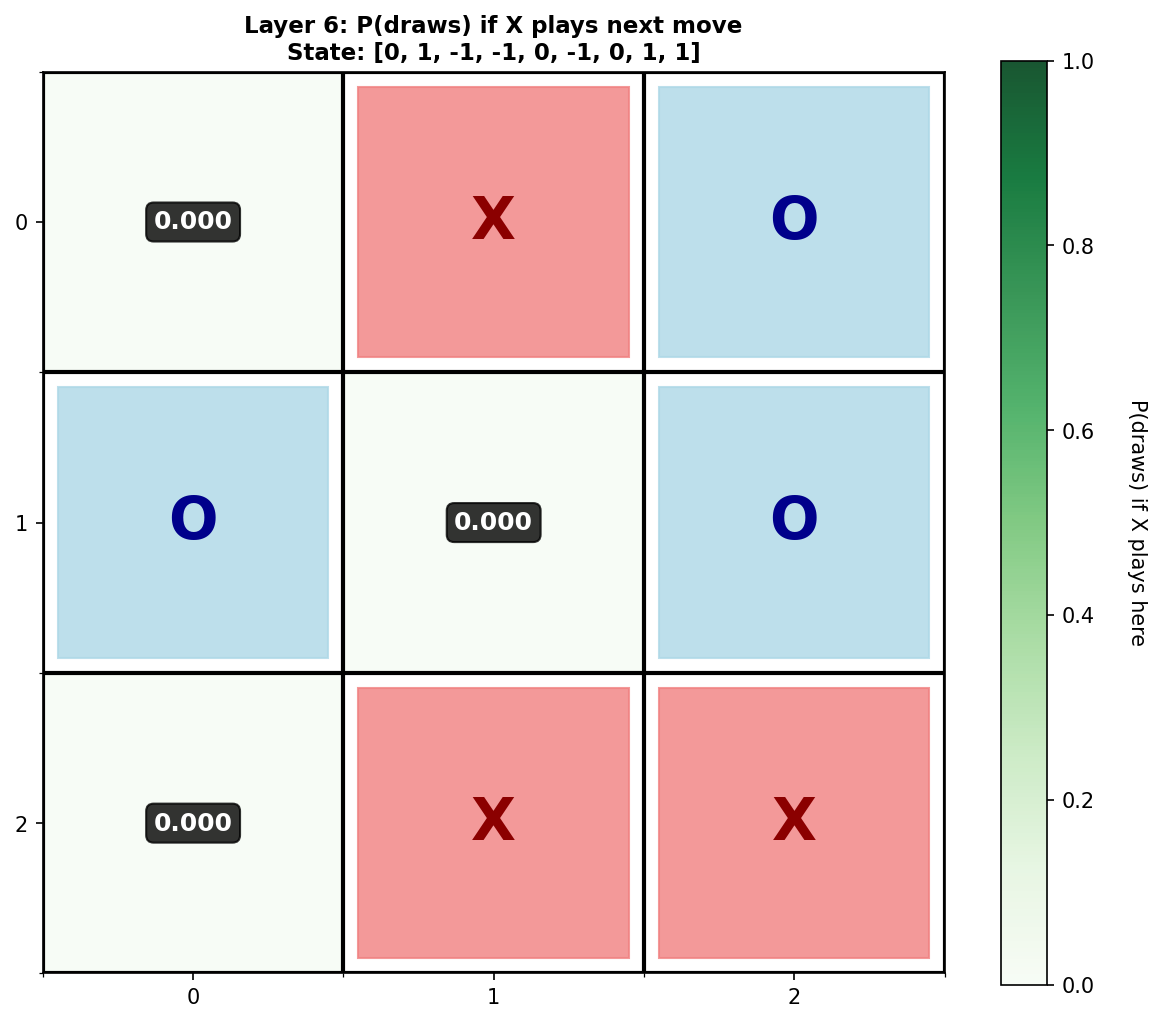 Layer 6: P(draws) if X plays next move
State: [0, 1, -1, -1, 0, -1, 0, 1, 1]
0
0.000
X
O
1
O
0.000
O
2
0.000
X
X
0
1
2
1.0
0.8
0.6
0.4
0.2
0.0
P(draws) if X plays here